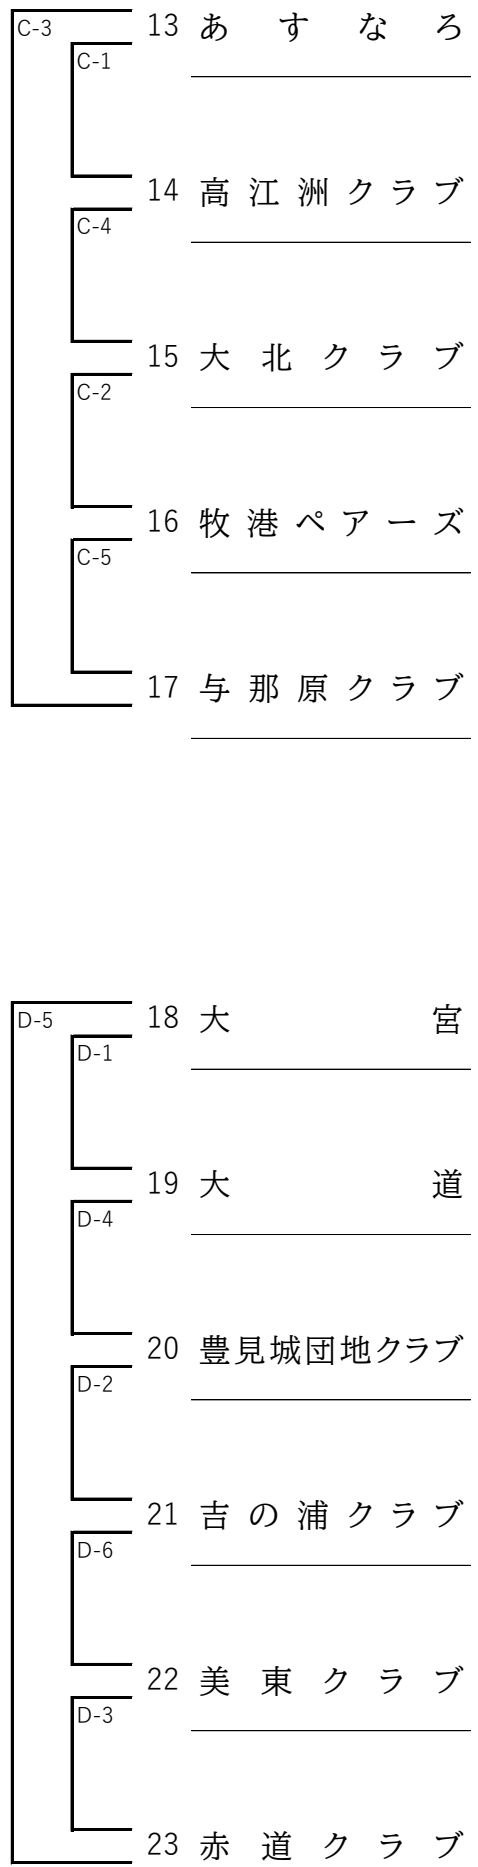 C-3 13 あすなろ
C-1
14 高江洲クラブ
C-4
15 大北クラブ
C-2
16 牧港ペアーズ
C-5
17 与那原クラブ
18 大宮
D-5
D-1
19 大道
D-4
20 豊見城団地クラブ
D-2
21 吉の浦クラブ
D-6
22 美東クラブ
D-3
23 赤道クラブ